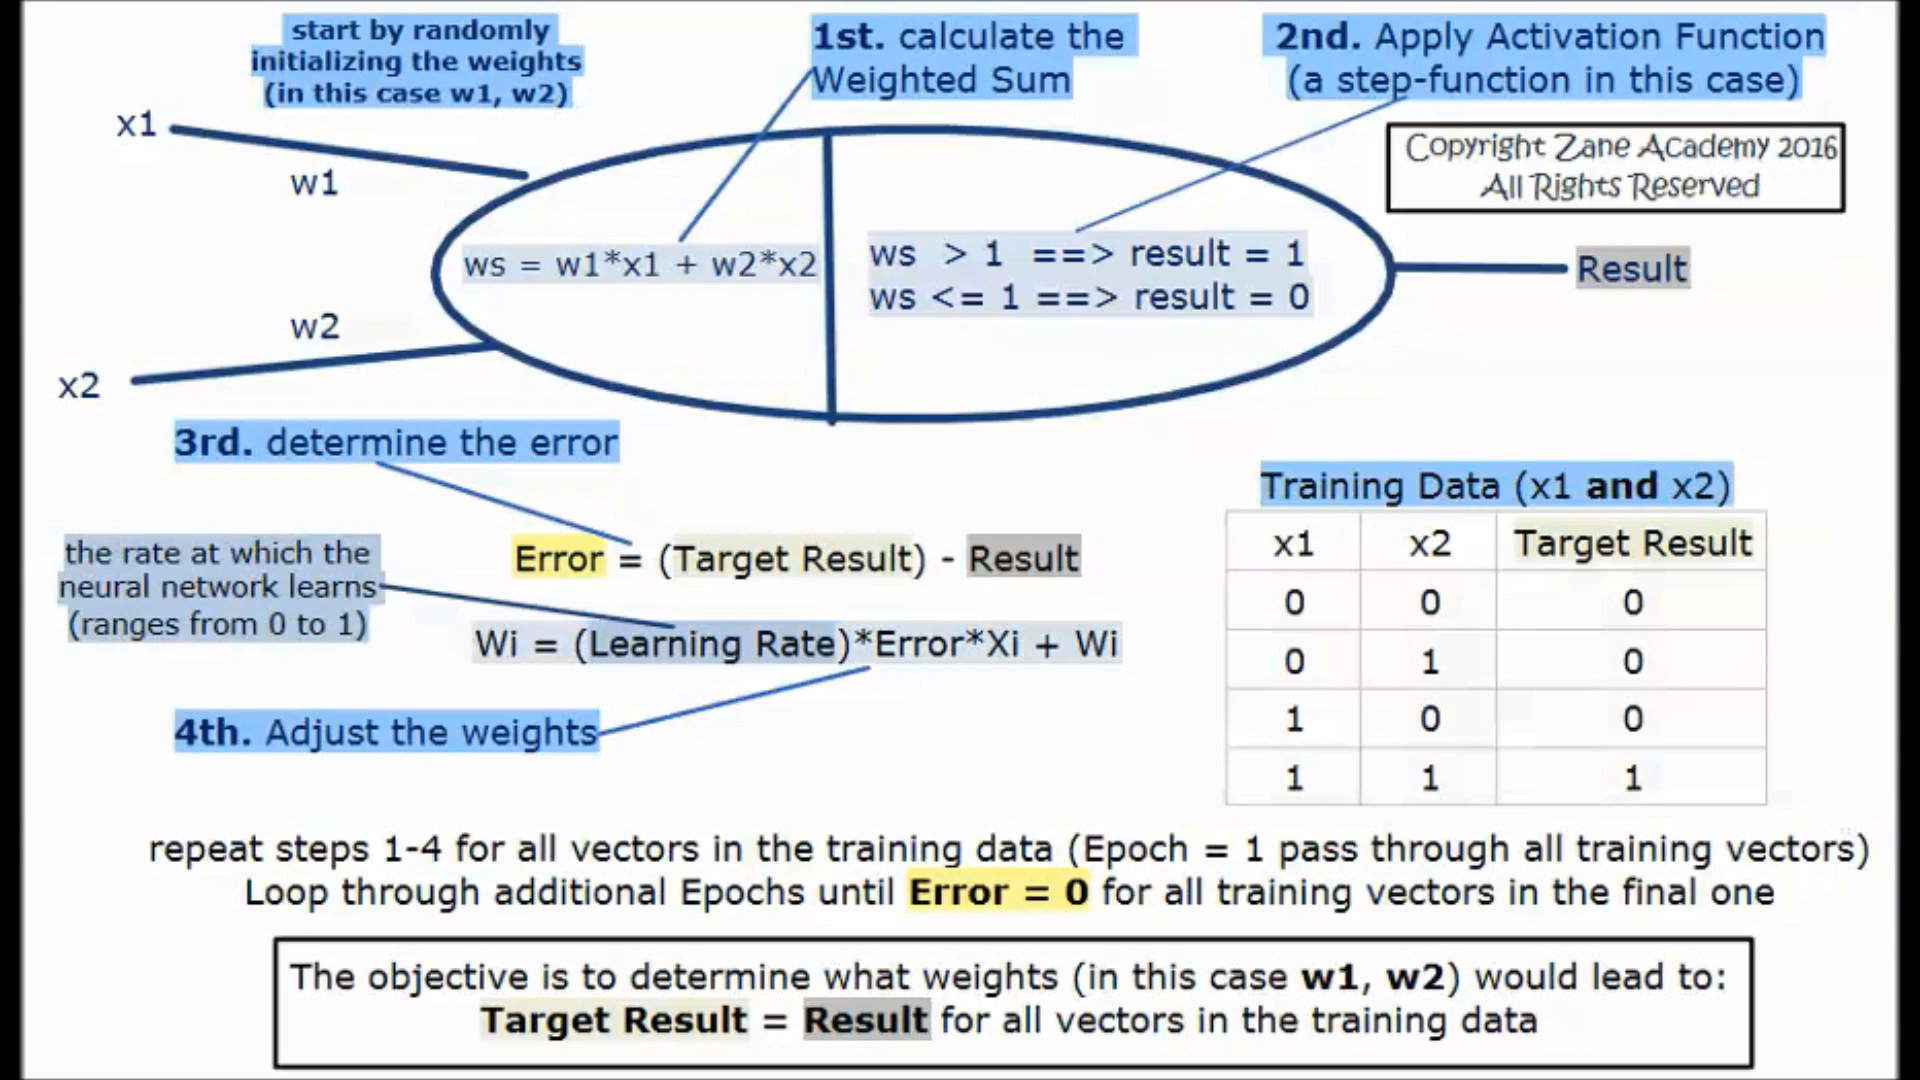 start by randomly
initializing the weights
(in this case w1, w2)
1st. calculate the
Weighted Sum
2nd. Apply Activation Function
(a step-function in this case)
Copyright Zane Academy 2016
All Rights Reserved
x1
w1
ws = w1*x1 + w2*x2
ws > 1 ==> result = 1
ws <= 1 ==> result = 0
Result
w2
x2
3rd. determine the error
Error = (Target Result) - Result
the rate at which the
neural network learns
(ranges from 0 to 1)
Wi = (Learning Rate)*Error*Xi + Wi
4th. Adjust the weights
Training Data (x1 and x2)
x1 x2 Target Result
0 0 0
0 1 0
1 0 0
1 1 1
repeat steps 1-4 for all vectors in the training data (Epoch = 1 pass through all training vectors)
Loop through additional Epochs until Error = 0 for all training vectors in the final one
The objective is to determine what weights (in this case w1, w2) would lead to:
Target Result = Result for all vectors in the training data